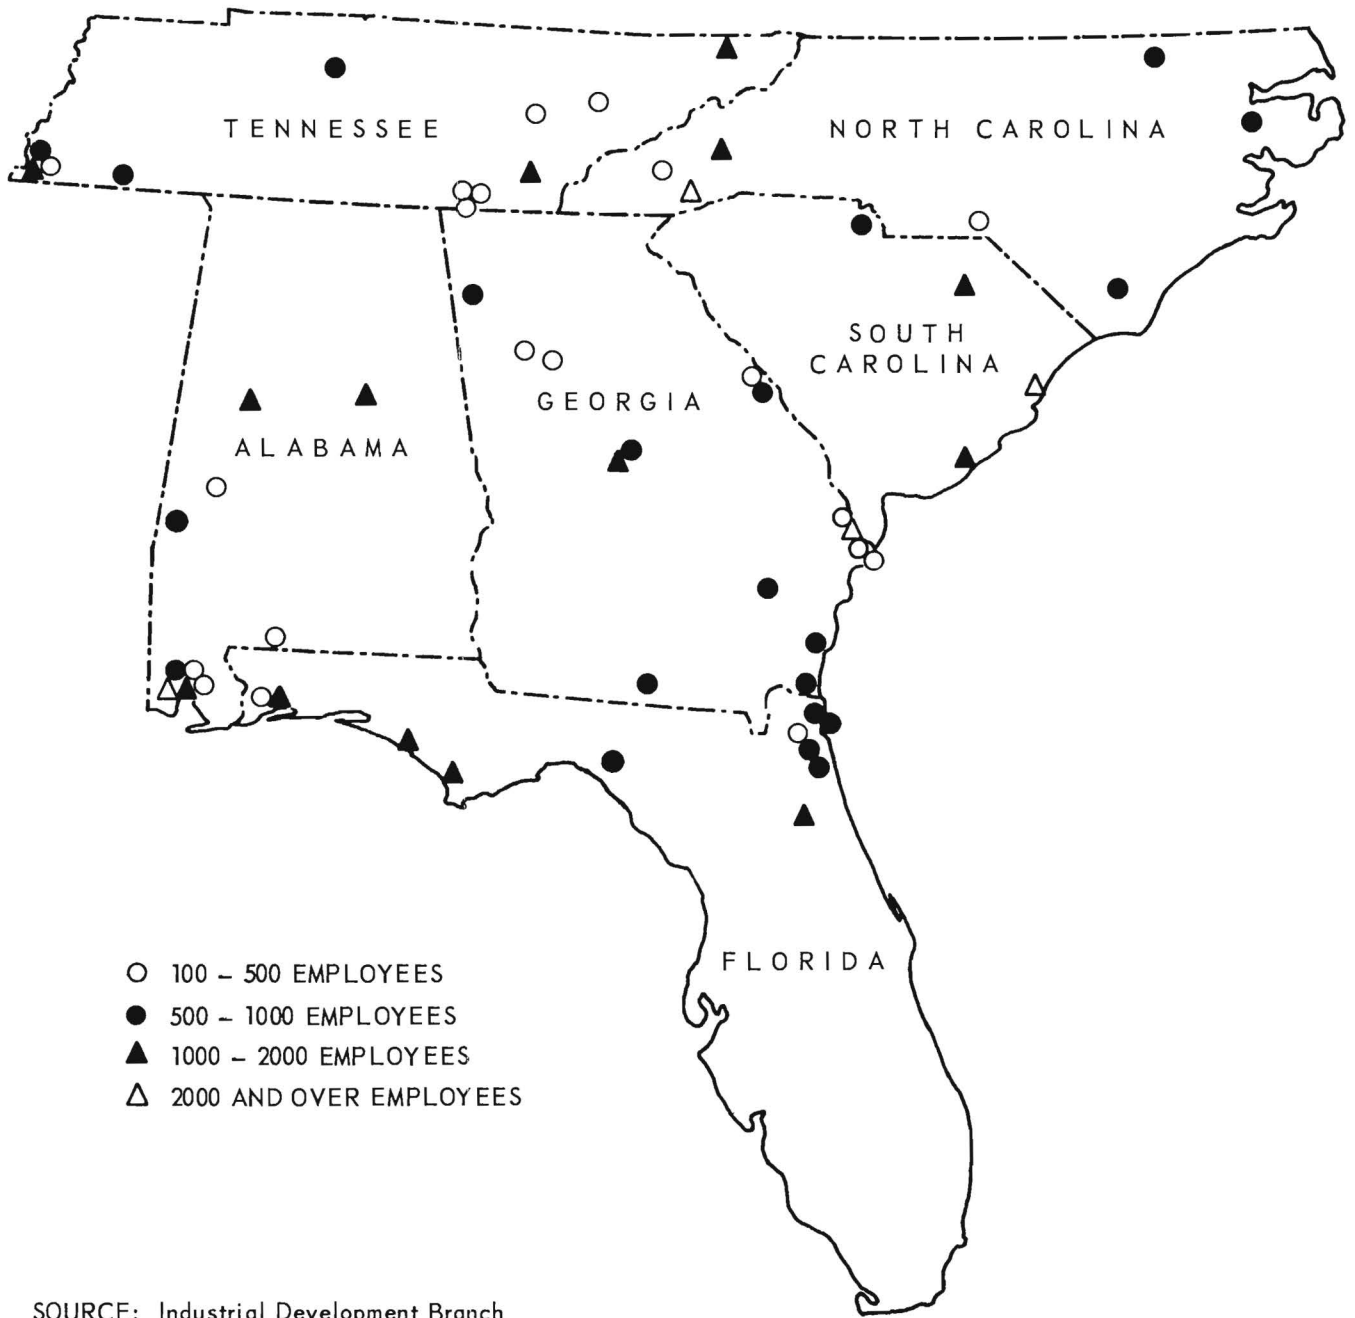 TENNESSEE
NORTH CAROLINA
SOUTH
CAROLINA
GEORGIA
ALABAMA
FLORIDA
100 – 500 EMPLOYEES
500 – 1000 EMPLOYEES
1000 – 2000 EMPLOYEES
2000 AND OVER EMPLOYEES
SOURCE: Industrial Development Branch